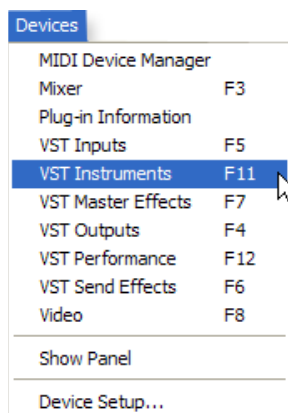 Devices
MIDI Device Manager
Mixer F3
Plug-in Information
VST Inputs F5
VST Instruments F11
VST Master Effects F7
VST Outputs F4
VST Performance F12
VST Send Effects F6
Video F8
Show Panel
Device Setup...